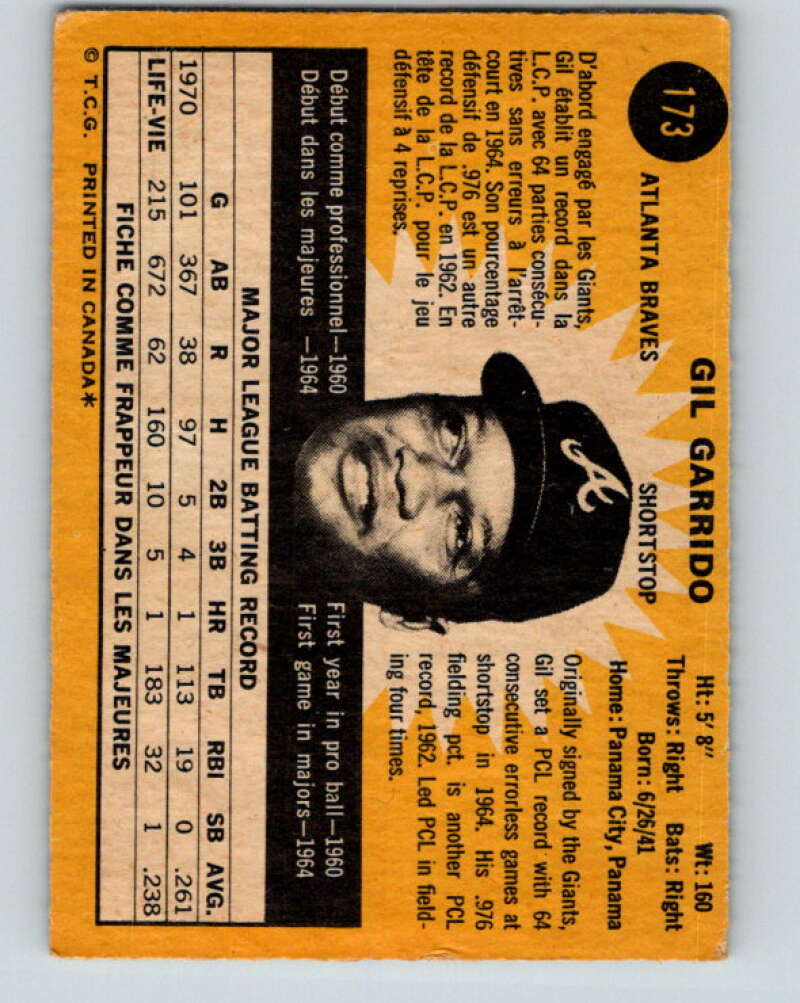 173
GIL GARRIDO
ATLANTA BRAVES
SHORTSTOP
Ht: 5' 8" Wt: 160
Throws: Right Bats: Right
Born: 6/26/41
Home: Panama City, Panama
D'abord engagé par les Giants,
Gil établit un record dans la
L.C.P. avec 64 parties consécu-
tives sans erreurs à l'arrêt-
court en 1964. Son pourcentage
défensif de .976 est un autre
record de la L.C.P. en 1962. En
tête de la L.C.P. pour le jeu
défensif à 4 reprises.
A
Originally signed by the Giants,
Gil set a PCL record with 64
consecutive errorless games at
shortstop in 1964. His .976
fielding pct. is another PCL
record, 1962. Led PCL in field-
ing four times.
Début comme professionnel—1960
Début dans les majeures —1964
First year in pro ball—1960
First game in majors—1964
MAJOR LEAGUE BATTING RECORD
G AB R H 2B 3B HR TB RBI SB AVG.
1970 101 367 38 97 5 4 1 113 19 0 .261
LIFE-VIE 215 672 62 160 10 5 1 183 32 1 .238
FICHE COMME FRAPPEUR DANS LES MAJEURES
© T.C.G. PRINTED IN CANADA*